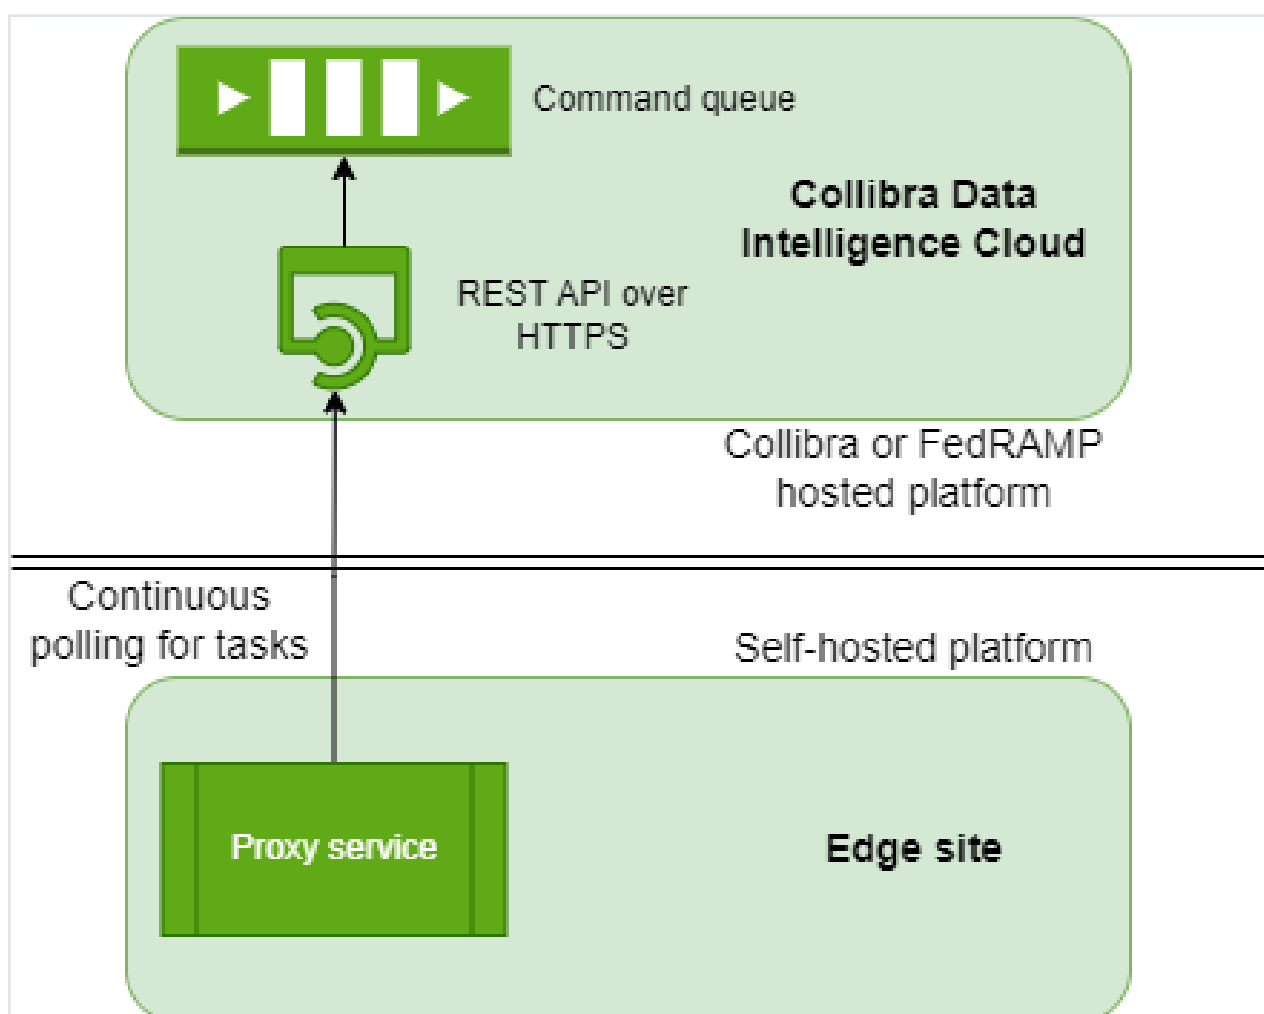 Command queue
Collibra Data
Intelligence Cloud
REST API over
HTTPS
Collibra or FedRAMP
hosted platform
Continuous
polling for tasks
Self-hosted platform
Proxy service
Edge site